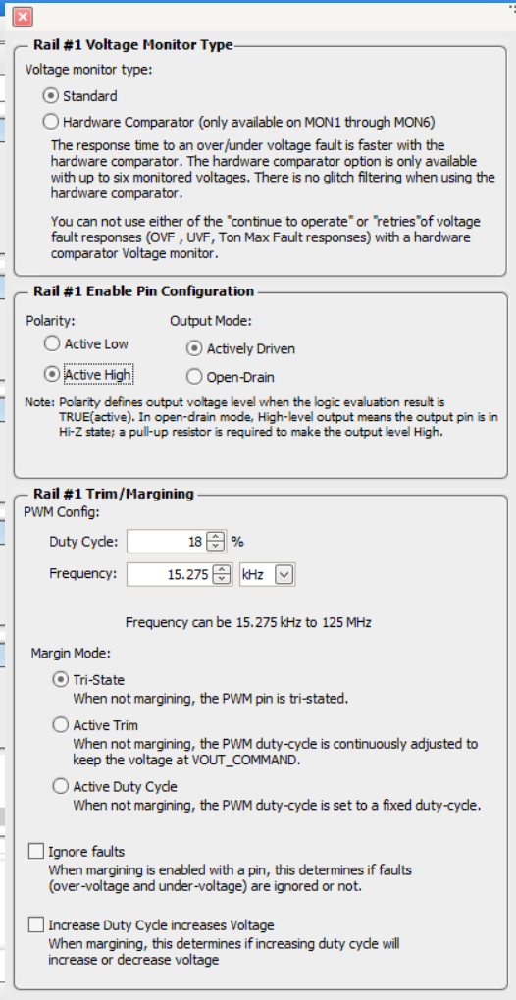 Rail #1 Voltage Monitor Type
Voltage monitor type:
Standard
Hardware Comparator (only available on MON1 through MON6)
The response time to an over/under voltage fault is faster with the
hardware comparator. The hardware comparator option is only available
with up to six monitored voltages. There is no glitch filtering when using the
hardware comparator.
You can not use either of the "continue to operate" or "retries"of voltage
fault responses (OVF , UVF, Ton Max Fault responses) with a hardware
comparator Voltage monitor.
Rail #1 Enable Pin Configuration
Polarity:
Output Mode:
Active Low
Actively Driven
Active High
Open-Drain
Note: Polarity defines output voltage level when the logic evaluation result is
TRUE(active). In open-drain mode, High-level output means the output pin is in
Hi-Z state; a pull-up resistor is required to make the output level High.
Rail #1 Trim/Margining
PWM Config:
Duty Cycle: 18 %
Frequency: 15.275 kHz
Frequency can be 15.275 kHz to 125 MHz
Margin Mode:
Tri-State
When not margining, the PWM pin is tri-stated.
Active Trim
When not margining, the PWM duty-cycle is continuously adjusted to
keep the voltage at VOUT_COMMAND.
Active Duty Cycle
When not margining, the PWM duty-cycle is set to a fixed duty-cycle.
Ignore faults
When margining is enabled with a pin, this determines if faults
(over-voltage and under-voltage) are ignored or not.
Increase Duty Cycle increases Voltage
When margining, this determines if increasing duty cycle will
increase or decrease voltage